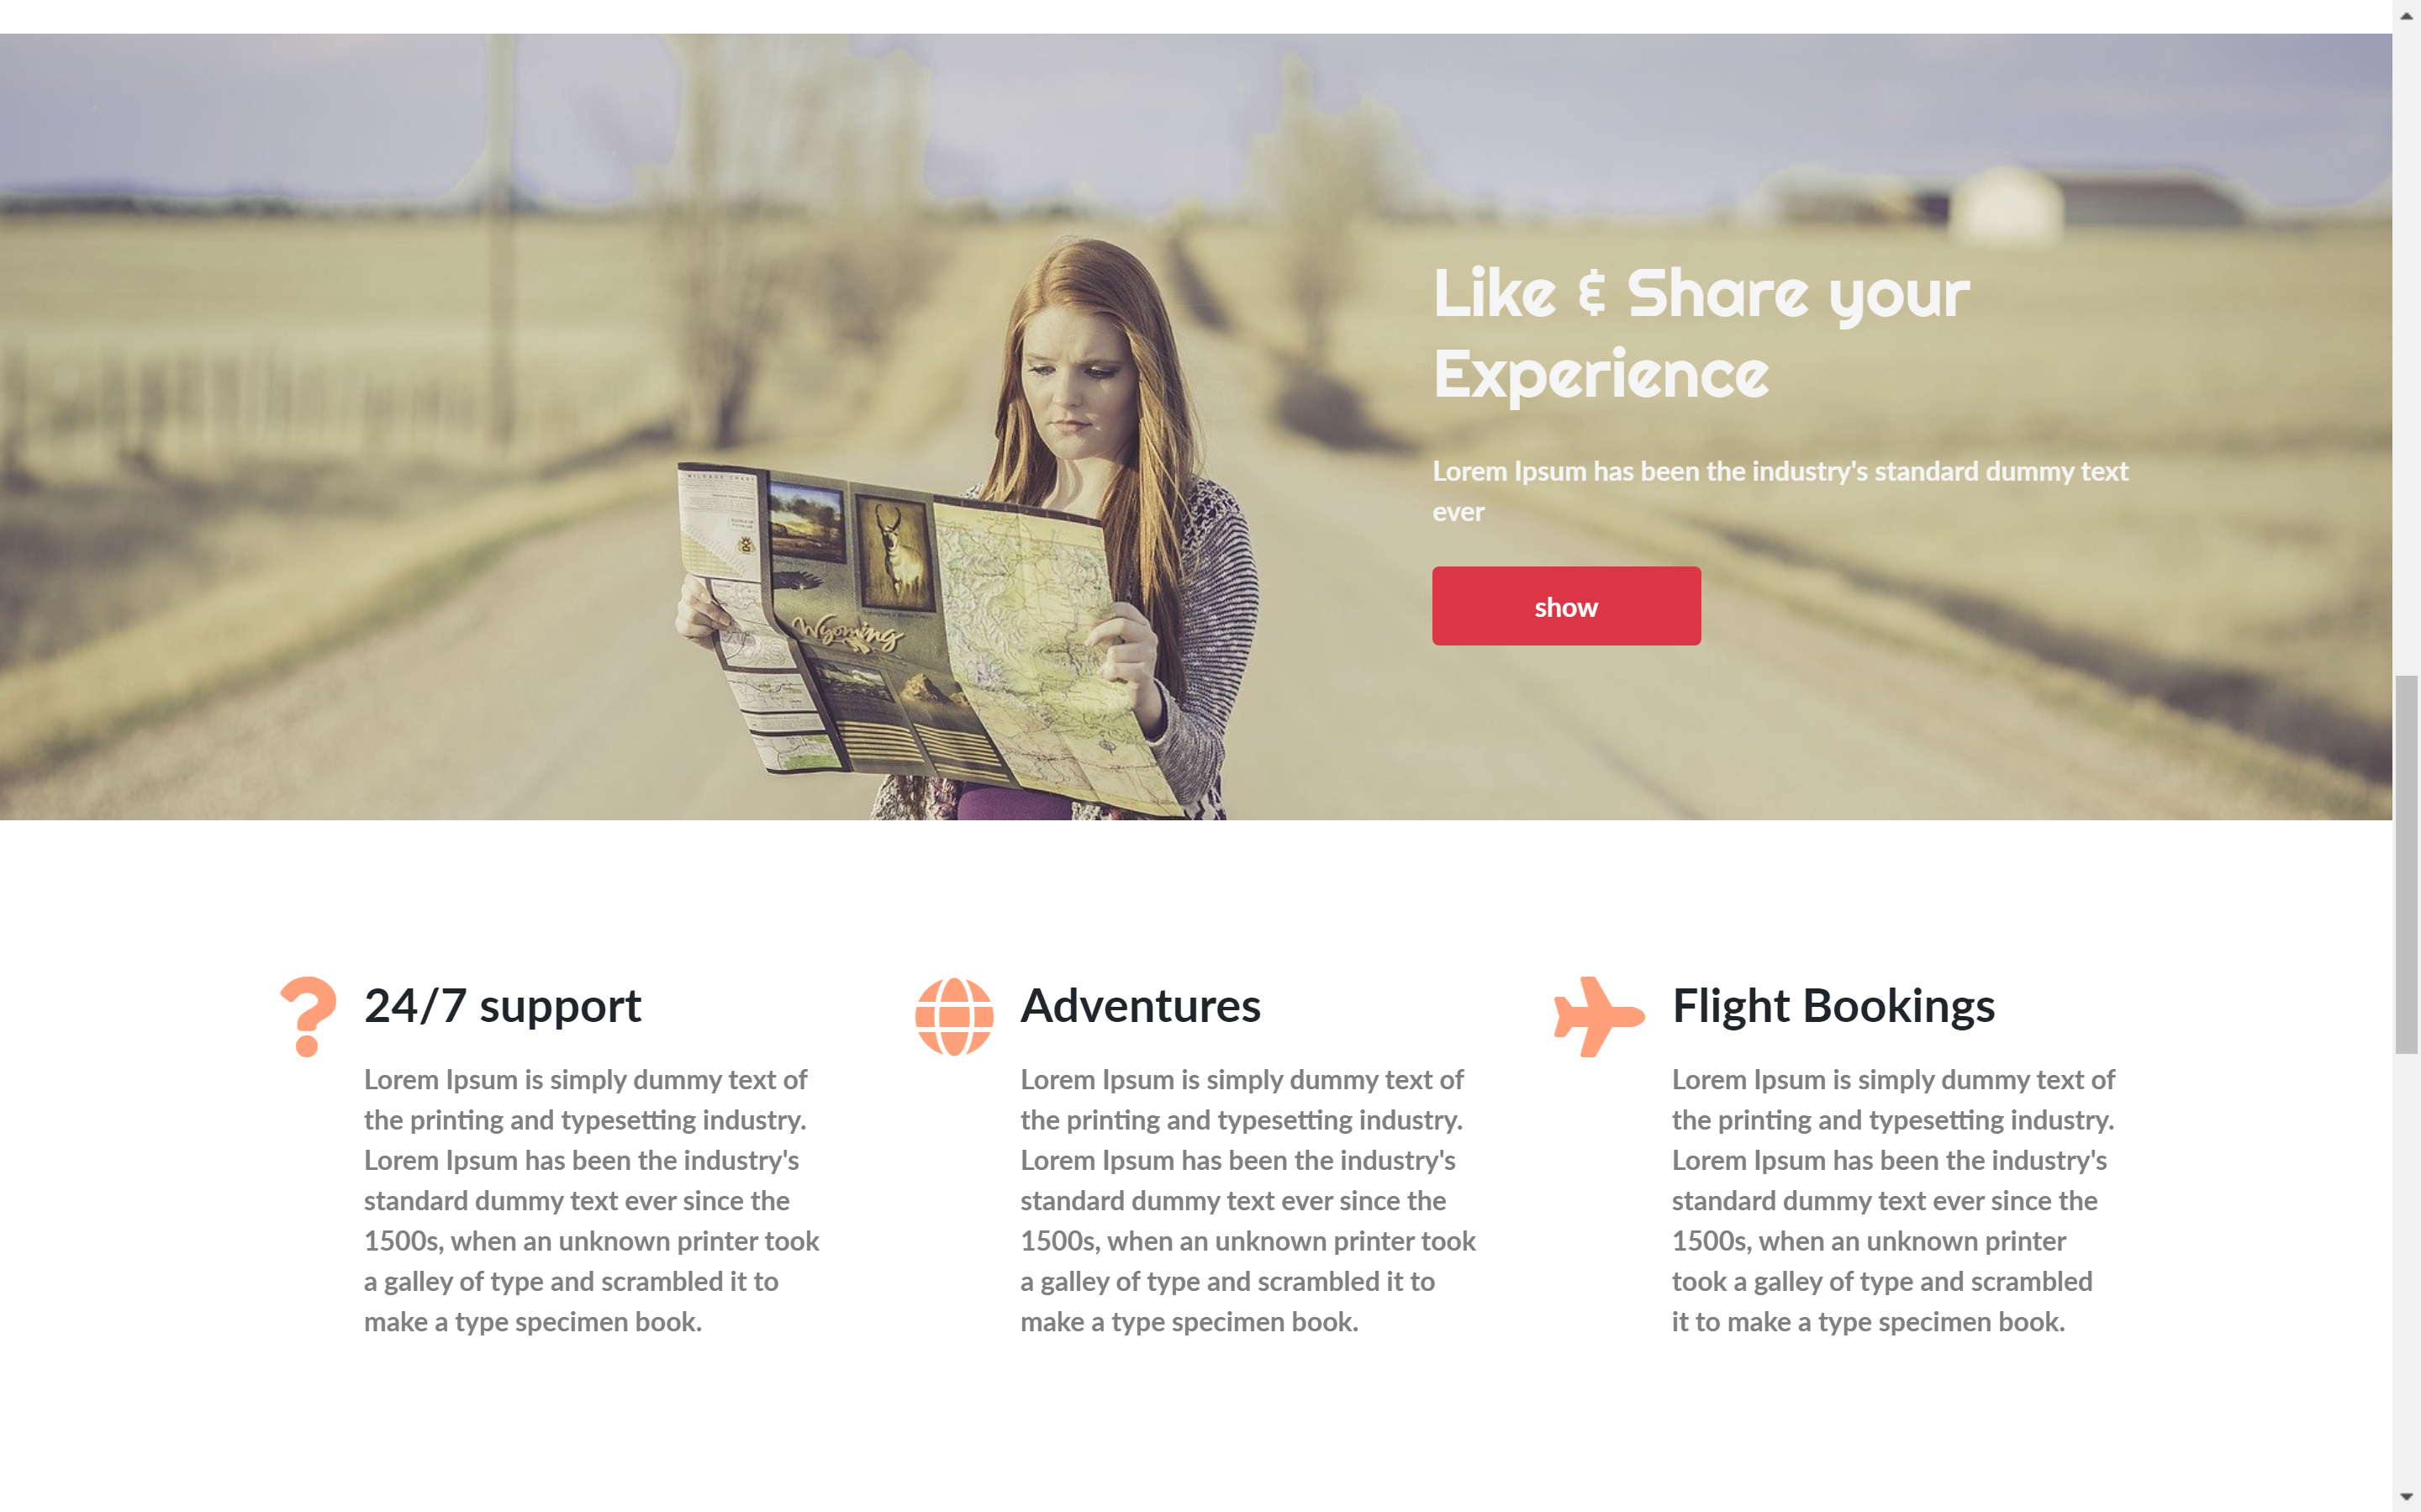 Like & Share your
Experience
Lorem Ipsum has been the industry's standard dummy text
ever
show
MILEAGE CHART
Wyoming
24/7 support
Lorem Ipsum is simply dummy text of
the printing and typesetting industry.
Lorem Ipsum has been the industry's
standard dummy text ever since the
1500s, when an unknown printer took
a galley of type and scrambled it to
make a type specimen book.
Adventures
Lorem Ipsum is simply dummy text of
the printing and typesetting industry.
Lorem Ipsum has been the industry's
standard dummy text ever since the
1500s, when an unknown printer took
a galley of type and scrambled it to
make a type specimen book.
Flight Bookings
Lorem Ipsum is simply dummy text of
the printing and typesetting industry.
Lorem Ipsum has been the industry's
standard dummy text ever since the
1500s, when an unknown printer
took a galley of type and scrambled
it to make a type specimen book.